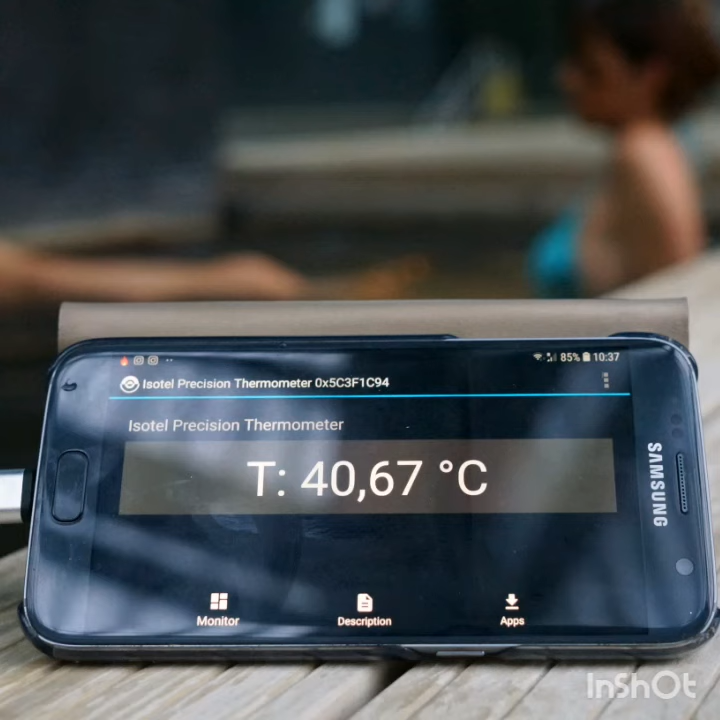 85% 10:37
Isotel Precision Thermometer 0x5C3F1C94
Isotel Precision Thermometer
T: 40,67 °C
SAMSUNG
Monitor
Description
Apps
InShOt